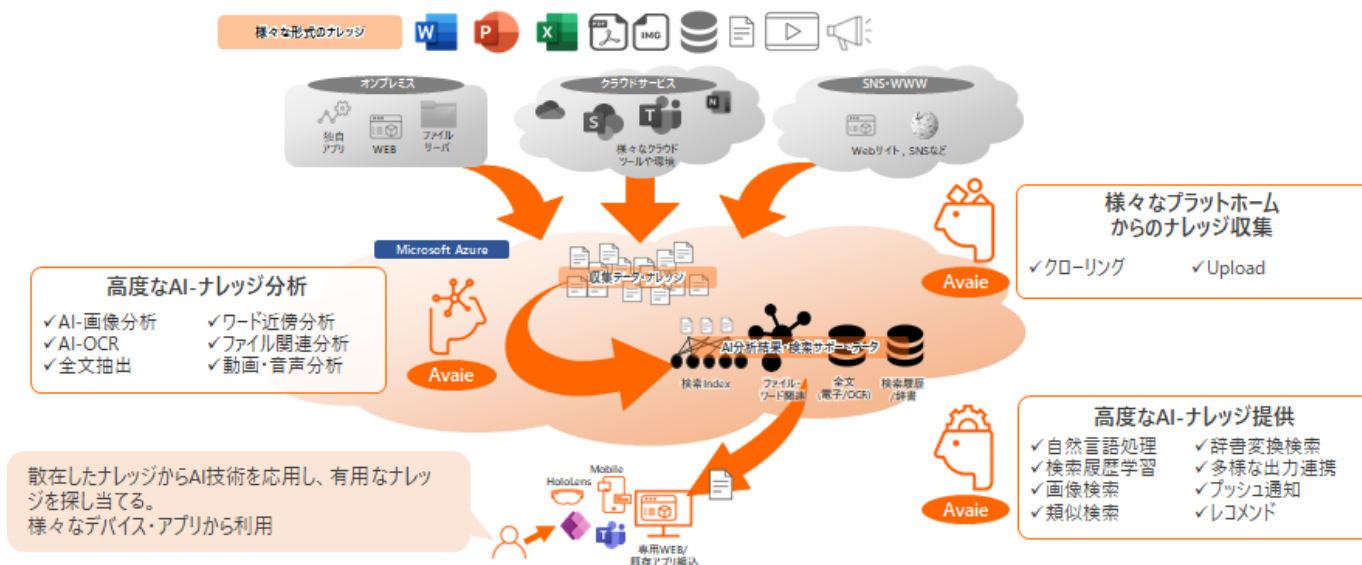 様々な形式のナレッジ
W
P
X
PDF
IMG
オンプレミス
クラウドサービス
SNS・WWW
独自
アプリ
WEB
ファイル
サーバ
S
T
N
様々なクラウド
ツールや環境
Webサイト , SNSなど
様々なプラットホーム
からのナレッジ収集
✓クローリング
✓Upload
Avaie
Microsoft Azure
収集データ・ナレッジ
高度なAI-ナレッジ分析
✓AI-画像分析
✓ワード近傍分析
✓AI-OCR
✓ファイル関連分析
✓全文抽出
✓動画・音声分析
Avaie
AI分析結果・検索サポートデータ
検索Index
ファイル・
ワード関連
全文
(電子/OCR)
検索履歴
/辞書
高度なAI-ナレッジ提供
✓自然言語処理
✓辞書変換検索
✓検索履歴学習
✓多様な出力連携
✓画像検索
✓プッシュ通知
✓類似検索
✓レコメンド
Avaie
散在したナレッジからAI技術を応用し、有用なナレッ
ジを探し当てる。
様々なデバイス・アプリから利用
HoloLens
Mobile
T
専用WEB/
既存アプリ組込